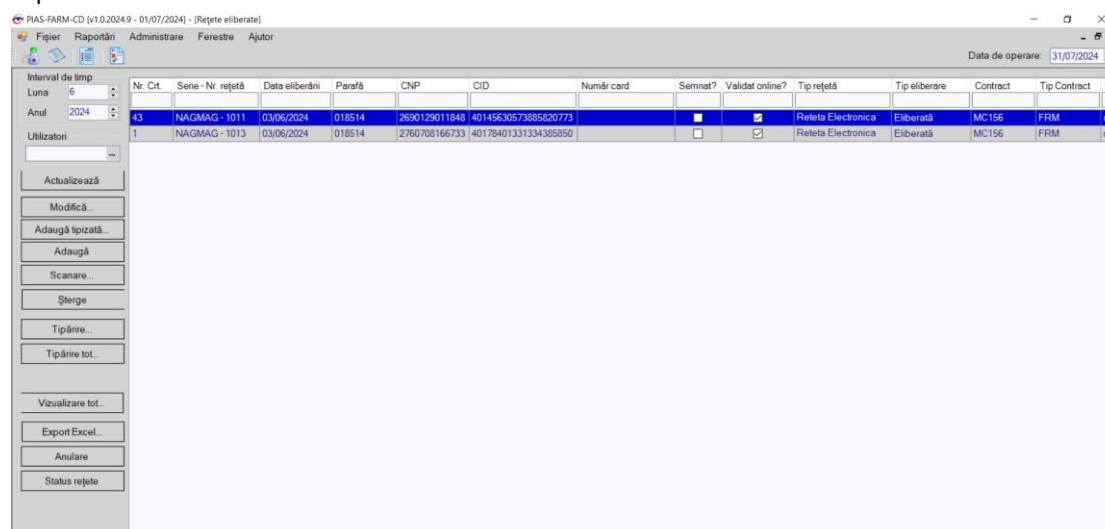 PIAS-FARM-CD [v1.0.2024.9 - 01/07/2024] - [Rețete eliberate]
Fișier Raportări Administrare Ferestre Ajutor
Data de operare: 31/07/2024
Interval de timp
Luna 6
Anul 2024
Utilizatori
...
Actualizează
Modifică...
Adaugă tipizată...
Adaugă
Scanare...
Șterge
Tipărire...
Tipărire tot...
Vizualizare tot...
Export Excel...
Anulare
Status rețete
Nr. Crt. Serie - Nr. rețetă Data eliberării Parafă CNP CID Număr card Semnat? Validat online? Tip rețetă Tip eliberare Contract Tip Contract
43 NAGMAG - 1011 03/06/2024 018514 2690129011848 40145630573885820773 Reteta Electronica Eliberată MC156 FRM
1 NAGMAG - 1013 03/06/2024 018514 2760708166733 40178401331334385850 Reteta Electronica Eliberată MC156 FRM